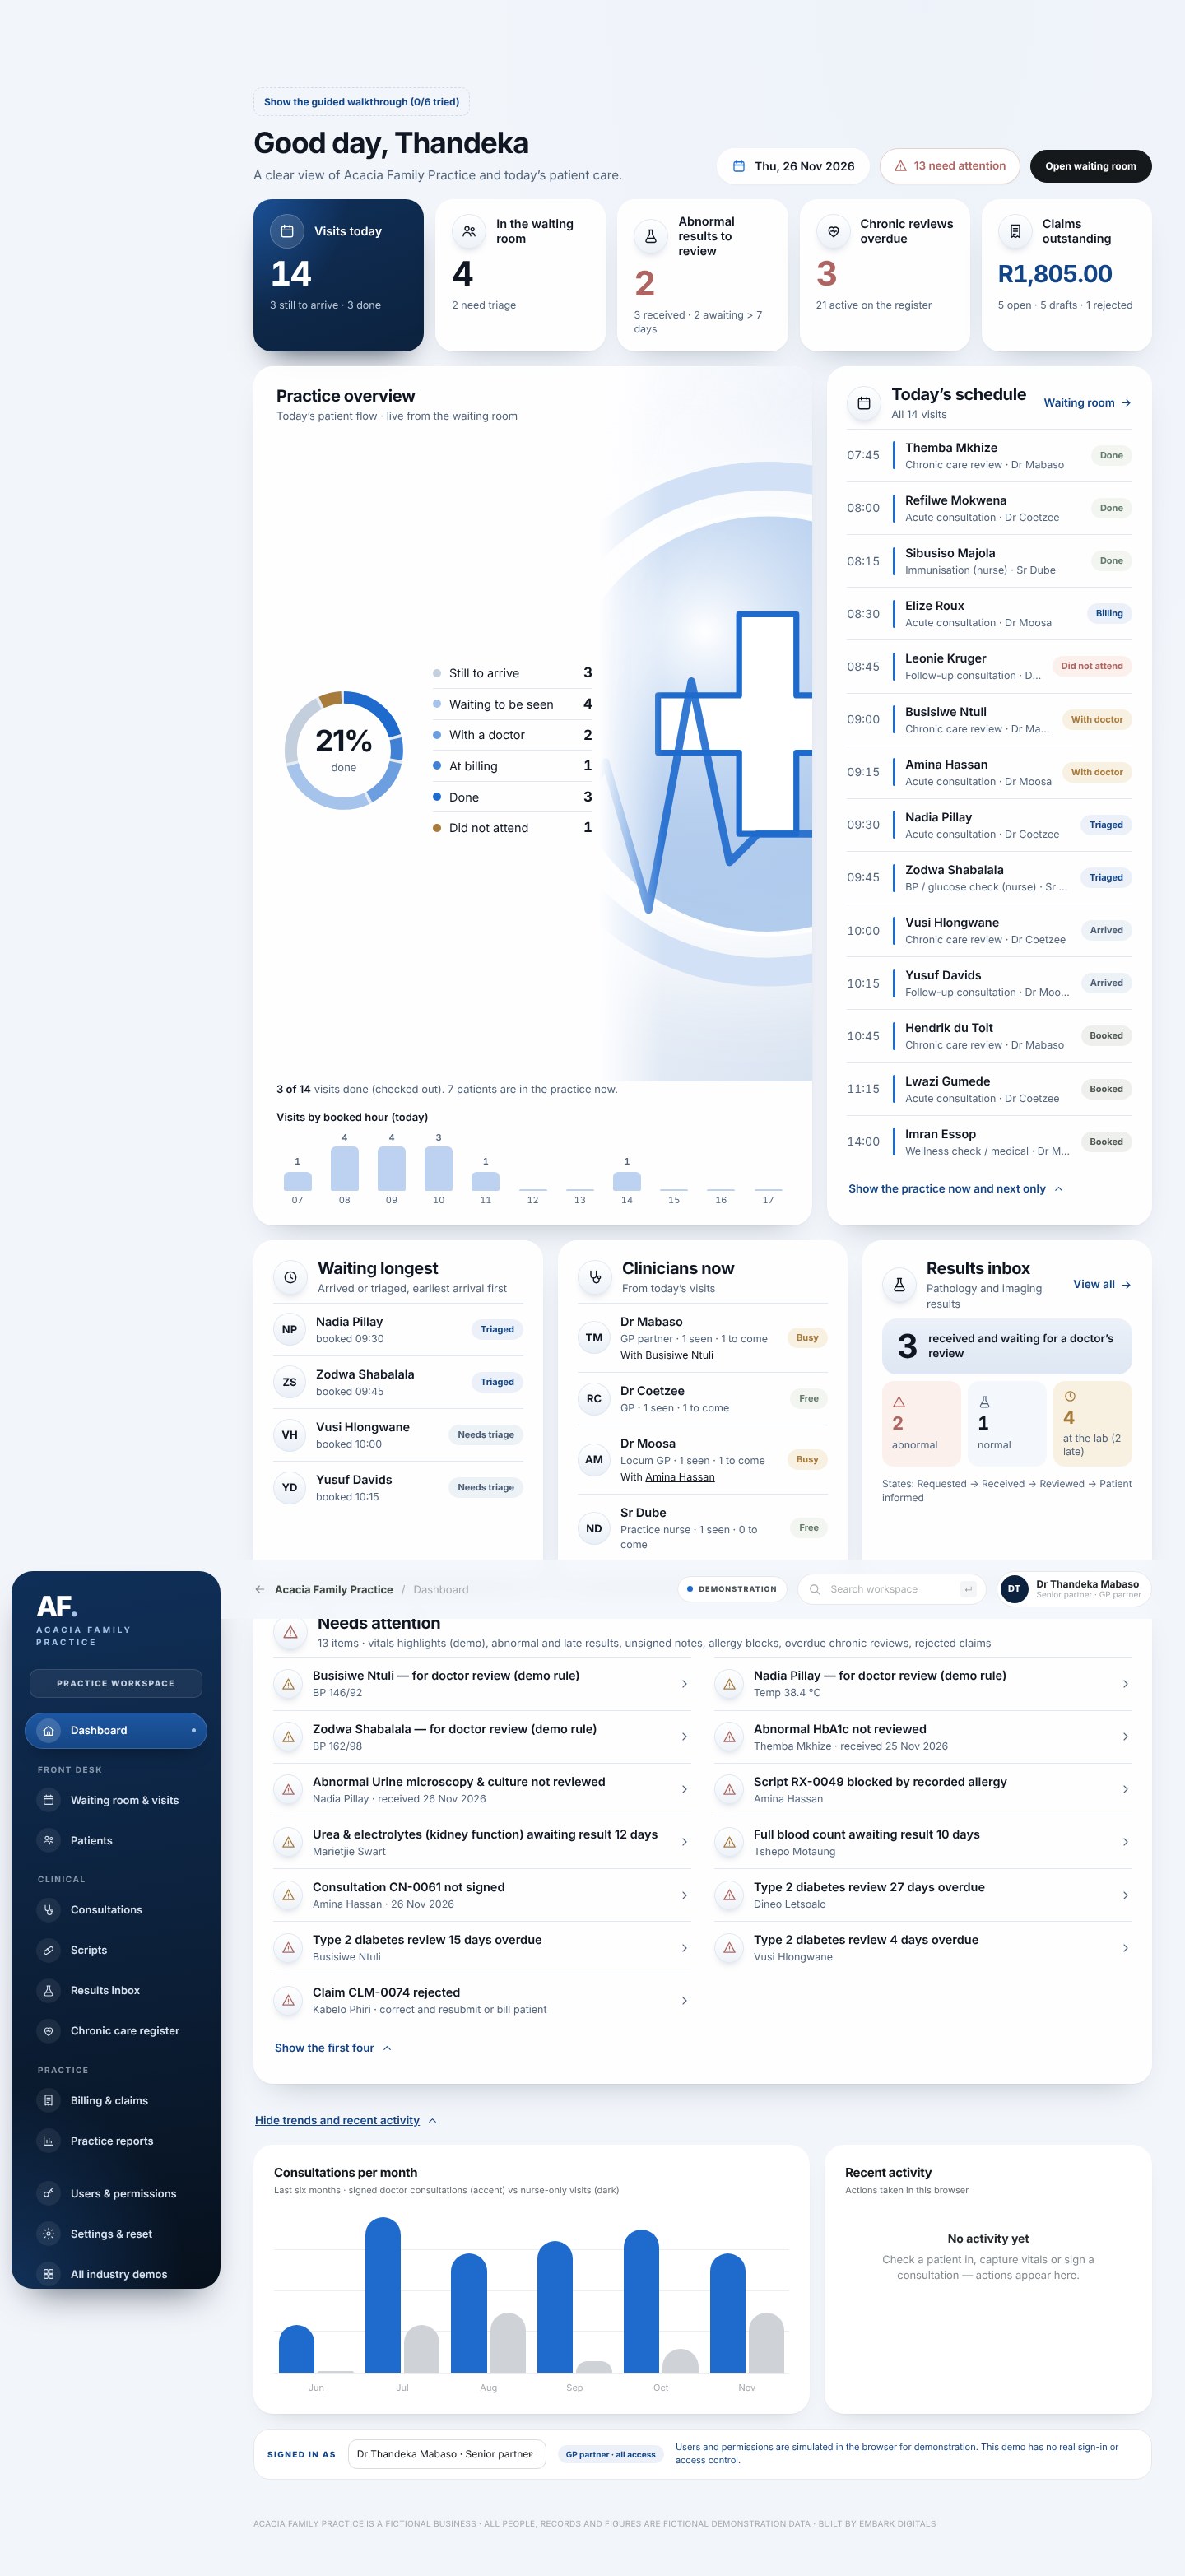 Show the guided walkthrough (0/6 tried)
Good day, Thandeka
A clear view of Acacia Family Practice and today's patient care.
Thu, 26 Nov 2026
13 need attention
Open waiting room
Visits today
14
3 still to arrive · 3 done
In the waiting
room
4
2 need triage
Abnormal
results to
review
2
3 received · 2 awaiting > 7
days
Chronic reviews
overdue
3
21 active on the register
Claims
outstanding
R1,805.00
5 open · 5 drafts · 1 rejected
Practice overview
Today's patient flow · live from the waiting room
21%
done
Still to arrive 3
Waiting to be seen 4
With a doctor 2
At billing 1
Done 3
Did not attend 1
3 of 14 visits done (checked out). 7 patients are in the practice now.
Visits by booked hour (today)
1 4 4 3 1 1
07 08 09 10 11 12 13 14 15 16 17
Today's schedule
All 14 visits
Waiting room →
07:45 Themba Mkhize Done
Chronic care review · Dr Mabaso
08:00 Refilwe Mokwena Done
Acute consultation · Dr Coetzee
08:15 Sibusiso Majola Done
Immunisation (nurse) · Sr Dube
08:30 Elize Roux Billing
Acute consultation · Dr Moosa
08:45 Leonie Kruger Did not attend
Follow-up consultation · D...
09:00 Busisiwe Ntuli With doctor
Chronic care review · Dr Ma...
09:15 Amina Hassan With doctor
Acute consultation · Dr Moosa
09:30 Nadia Pillay Triaged
Acute consultation · Dr Coetzee
09:45 Zodwa Shabalala Triaged
BP / glucose check (nurse) · Sr ...
10:00 Vusi Hlongwane Arrived
Chronic care review · Dr Coetzee
10:15 Yusuf Davids Arrived
Follow-up consultation · Dr Moo...
10:45 Hendrik du Toit Booked
Chronic care review · Dr Mabaso
11:15 Lwazi Gumede Booked
Acute consultation · Dr Coetzee
14:00 Imran Essop Booked
Wellness check / medical · Dr M...
Show the practice now and next only
Waiting longest
Arrived or triaged, earliest arrival first
NP Nadia Pillay Triaged
booked 09:30
ZS Zodwa Shabalala Triaged
booked 09:45
VH Vusi Hlongwane Needs triage
booked 10:00
YD Yusuf Davids Needs triage
booked 10:15
Clinicians now
From today's visits
TM Dr Mabaso Busy
GP partner · 1 seen · 1 to come
With Busisiwe Ntuli
RC Dr Coetzee Free
GP · 1 seen · 1 to come
AM Dr Moosa Busy
Locum GP · 1 seen · 1 to come
With Amina Hassan
ND Sr Dube Free
Practice nurse · 1 seen · 0 to
come
Results inbox
Pathology and imaging
results
View all →
3 received and waiting for a doctor's
review
2
abnormal
1
normal
4
at the lab (2
late)
States: Requested → Received → Reviewed → Patient
informed
AF.
ACACIA FAMILY
PRACTICE
PRACTICE WORKSPACE
Dashboard
FRONT DESK
Waiting room & visits
Patients
CLINICAL
Consultations
Scripts
Results inbox
Chronic care register
PRACTICE
Billing & claims
Practice reports
Users & permissions
Settings & reset
All industry demos
← Acacia Family Practice / Dashboard
DEMONSTRATION
Search workspace
DT Dr Thandeka Mabaso
Senior partner · GP partner
Needs attention
13 items · vitals highlights (demo), abnormal and late results, unsigned notes, allergy blocks, overdue chronic reviews, rejected claims
Busisiwe Ntuli — for doctor review (demo rule)
BP 146/92
Nadia Pillay — for doctor review (demo rule)
Temp 38.4 °C
Zodwa Shabalala — for doctor review (demo rule)
BP 162/98
Abnormal HbA1c not reviewed
Themba Mkhize · received 25 Nov 2026
Abnormal Urine microscopy & culture not reviewed
Nadia Pillay · received 26 Nov 2026
Script RX-0049 blocked by recorded allergy
Amina Hassan
Urea & electrolytes (kidney function) awaiting result 12 days
Marietjie Swart
Full blood count awaiting result 10 days
Tshepo Motaung
Consultation CN-0061 not signed
Amina Hassan · 26 Nov 2026
Type 2 diabetes review 27 days overdue
Dineo Letsoalo
Type 2 diabetes review 15 days overdue
Busisiwe Ntuli
Type 2 diabetes review 4 days overdue
Vusi Hlongwane
Claim CLM-0074 rejected
Kabelo Phiri · correct and resubmit or bill patient
Show the first four
Hide trends and recent activity
Consultations per month
Last six months · signed doctor consultations (accent) vs nurse-only visits (dark)
Jun Jul Aug Sep Oct Nov
Recent activity
Actions taken in this browser
No activity yet
Check a patient in, capture vitals or sign a
consultation — actions appear here.
SIGNED IN AS
Dr Thandeka Mabaso · Senior partner
GP partner · all access
Users and permissions are simulated in the browser for demonstration. This demo has no real sign-in or
access control.
ACACIA FAMILY PRACTICE IS A FICTIONAL BUSINESS · ALL PEOPLE, RECORDS AND FIGURES ARE FICTIONAL DEMONSTRATION DATA · BUILT BY EMBARK DIGITALS